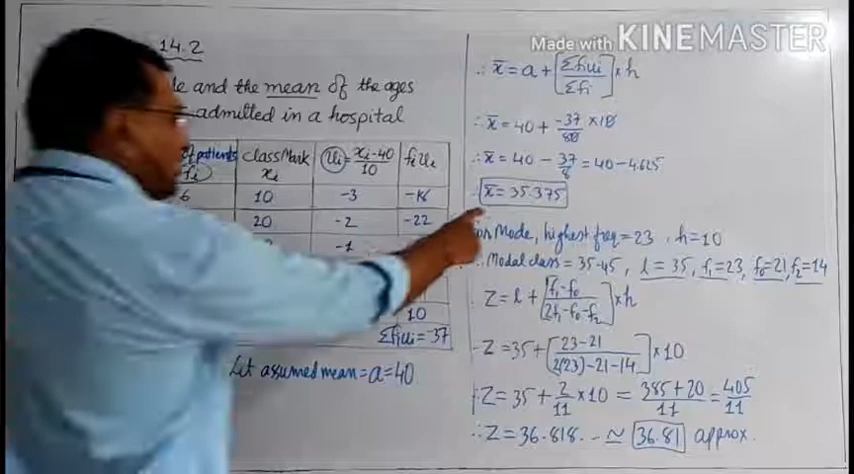 14.2
and the mean of the ages
admitted in a hospital
of patients
fi
Class Mark
xi
ui = xi-40/10
fiui
6 10 -3 -18
20 -2 -22
-1
10
Σfiui = -37
Let assumed mean = a = 40
Made with KINEMASTER
∴ x̄ = a + [Σfiui/Σfi] × h
∴ x̄ = 40 + -37/80 × 10
∴ x̄ = 40 - 37/8 = 40 - 4.625
x̄ = 35.375
Mode, highest freq = 23, h = 10
∴ Modal class = 35-45, l = 35, f1 = 23, f0 = 21, f2 = 14
Z = l + [f1-f0/2f1-f0-f2] × h
Z = 35 + [23-21/2(23)-21-14] × 10
Z = 35 + 2/11 × 10 = 385+20/11 = 405/11
∴ Z = 36.818.. ≃ 36.81 approx.